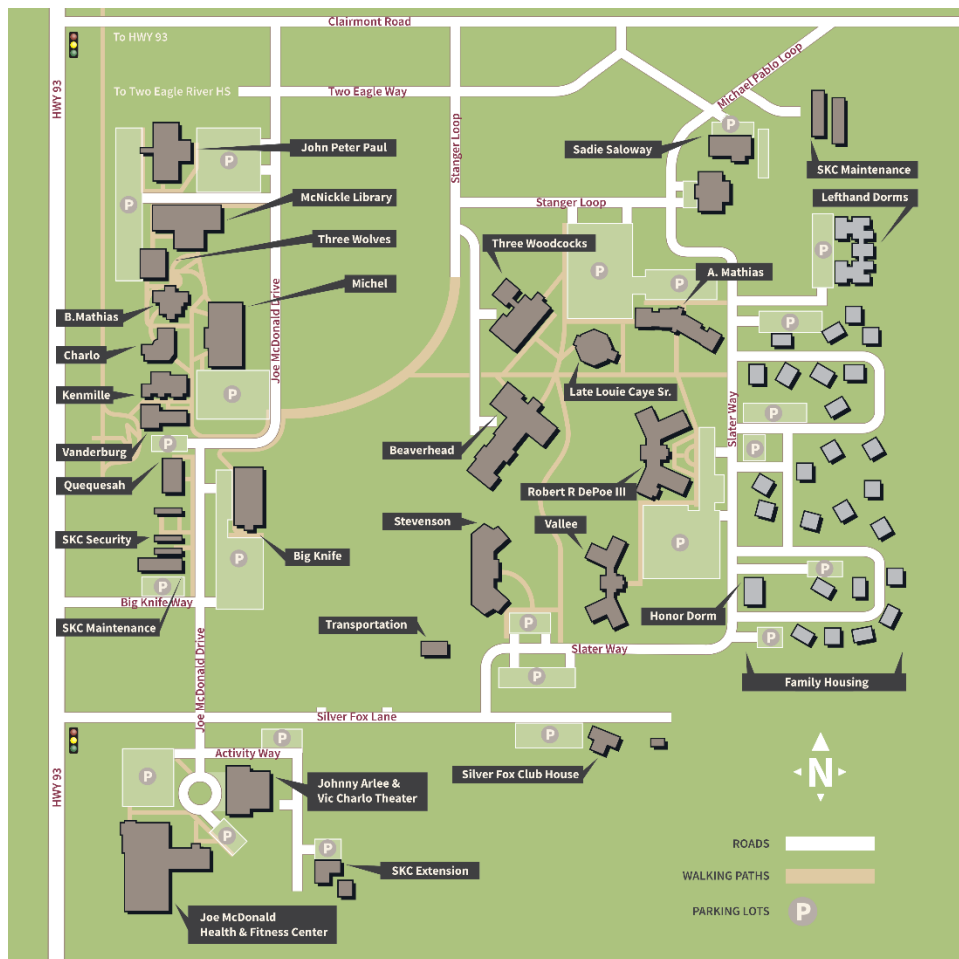 Clairmont Road
To HWY 93
HWY 93
Michael Pablo Loop
To Two Eagle River HS
Two Eagle Way
P
Stanger Loop
John Peter Paul
Sadie Saloway
P
SKC Maintenance
McNickle Library
Lefthand Dorms
P
Stanger Loop
Three Wolves
Three Woodcocks
P
P
A. Mathias
Michel
P
B.Mathias
Joe McDonald Drive
P
Charlo
Kenmille
P
Late Louie Caye Sr.
Slater Way
P
Vanderburg
P
Beaverhead
P
Quequesah
Robert R DePoe III
Stevenson
Vallee
SKC Security
P
Big Knife
P
P
P
Big Knife Way
SKC Maintenance
Honor Dorm
Transportation
P
P
Joe McDonald Drive
Slater Way
P
Family Housing
Silver Fox Lane
P
P
Activity Way
N
HWY 93
P
Johnny Arlee &
Vic Charlo Theater
Silver Fox Club House
P
P
SKC Extension
ROADS
WALKING PATHS
PARKING LOTS
P
Joe McDonald
Health & Fitness Center